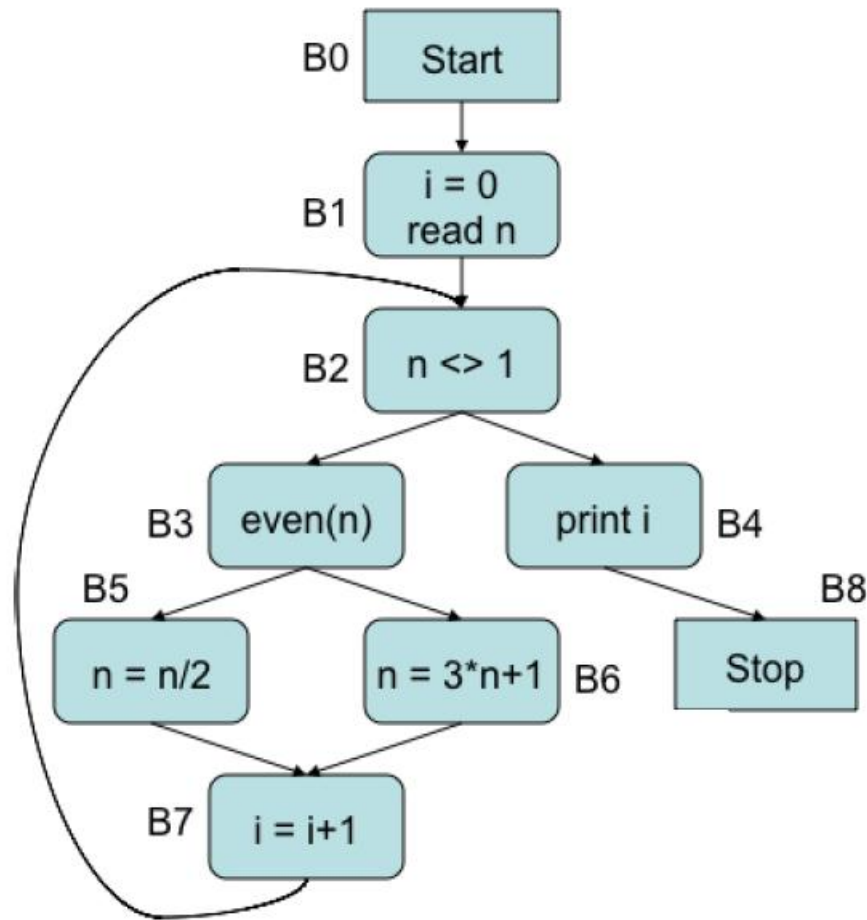 B0
Start
B1
i = 0
read n
B2
n <> 1
B3
even(n)
print i
B4
B5
B8
n = n/2
n = 3*n+1
B6
Stop
B7
i = i+1